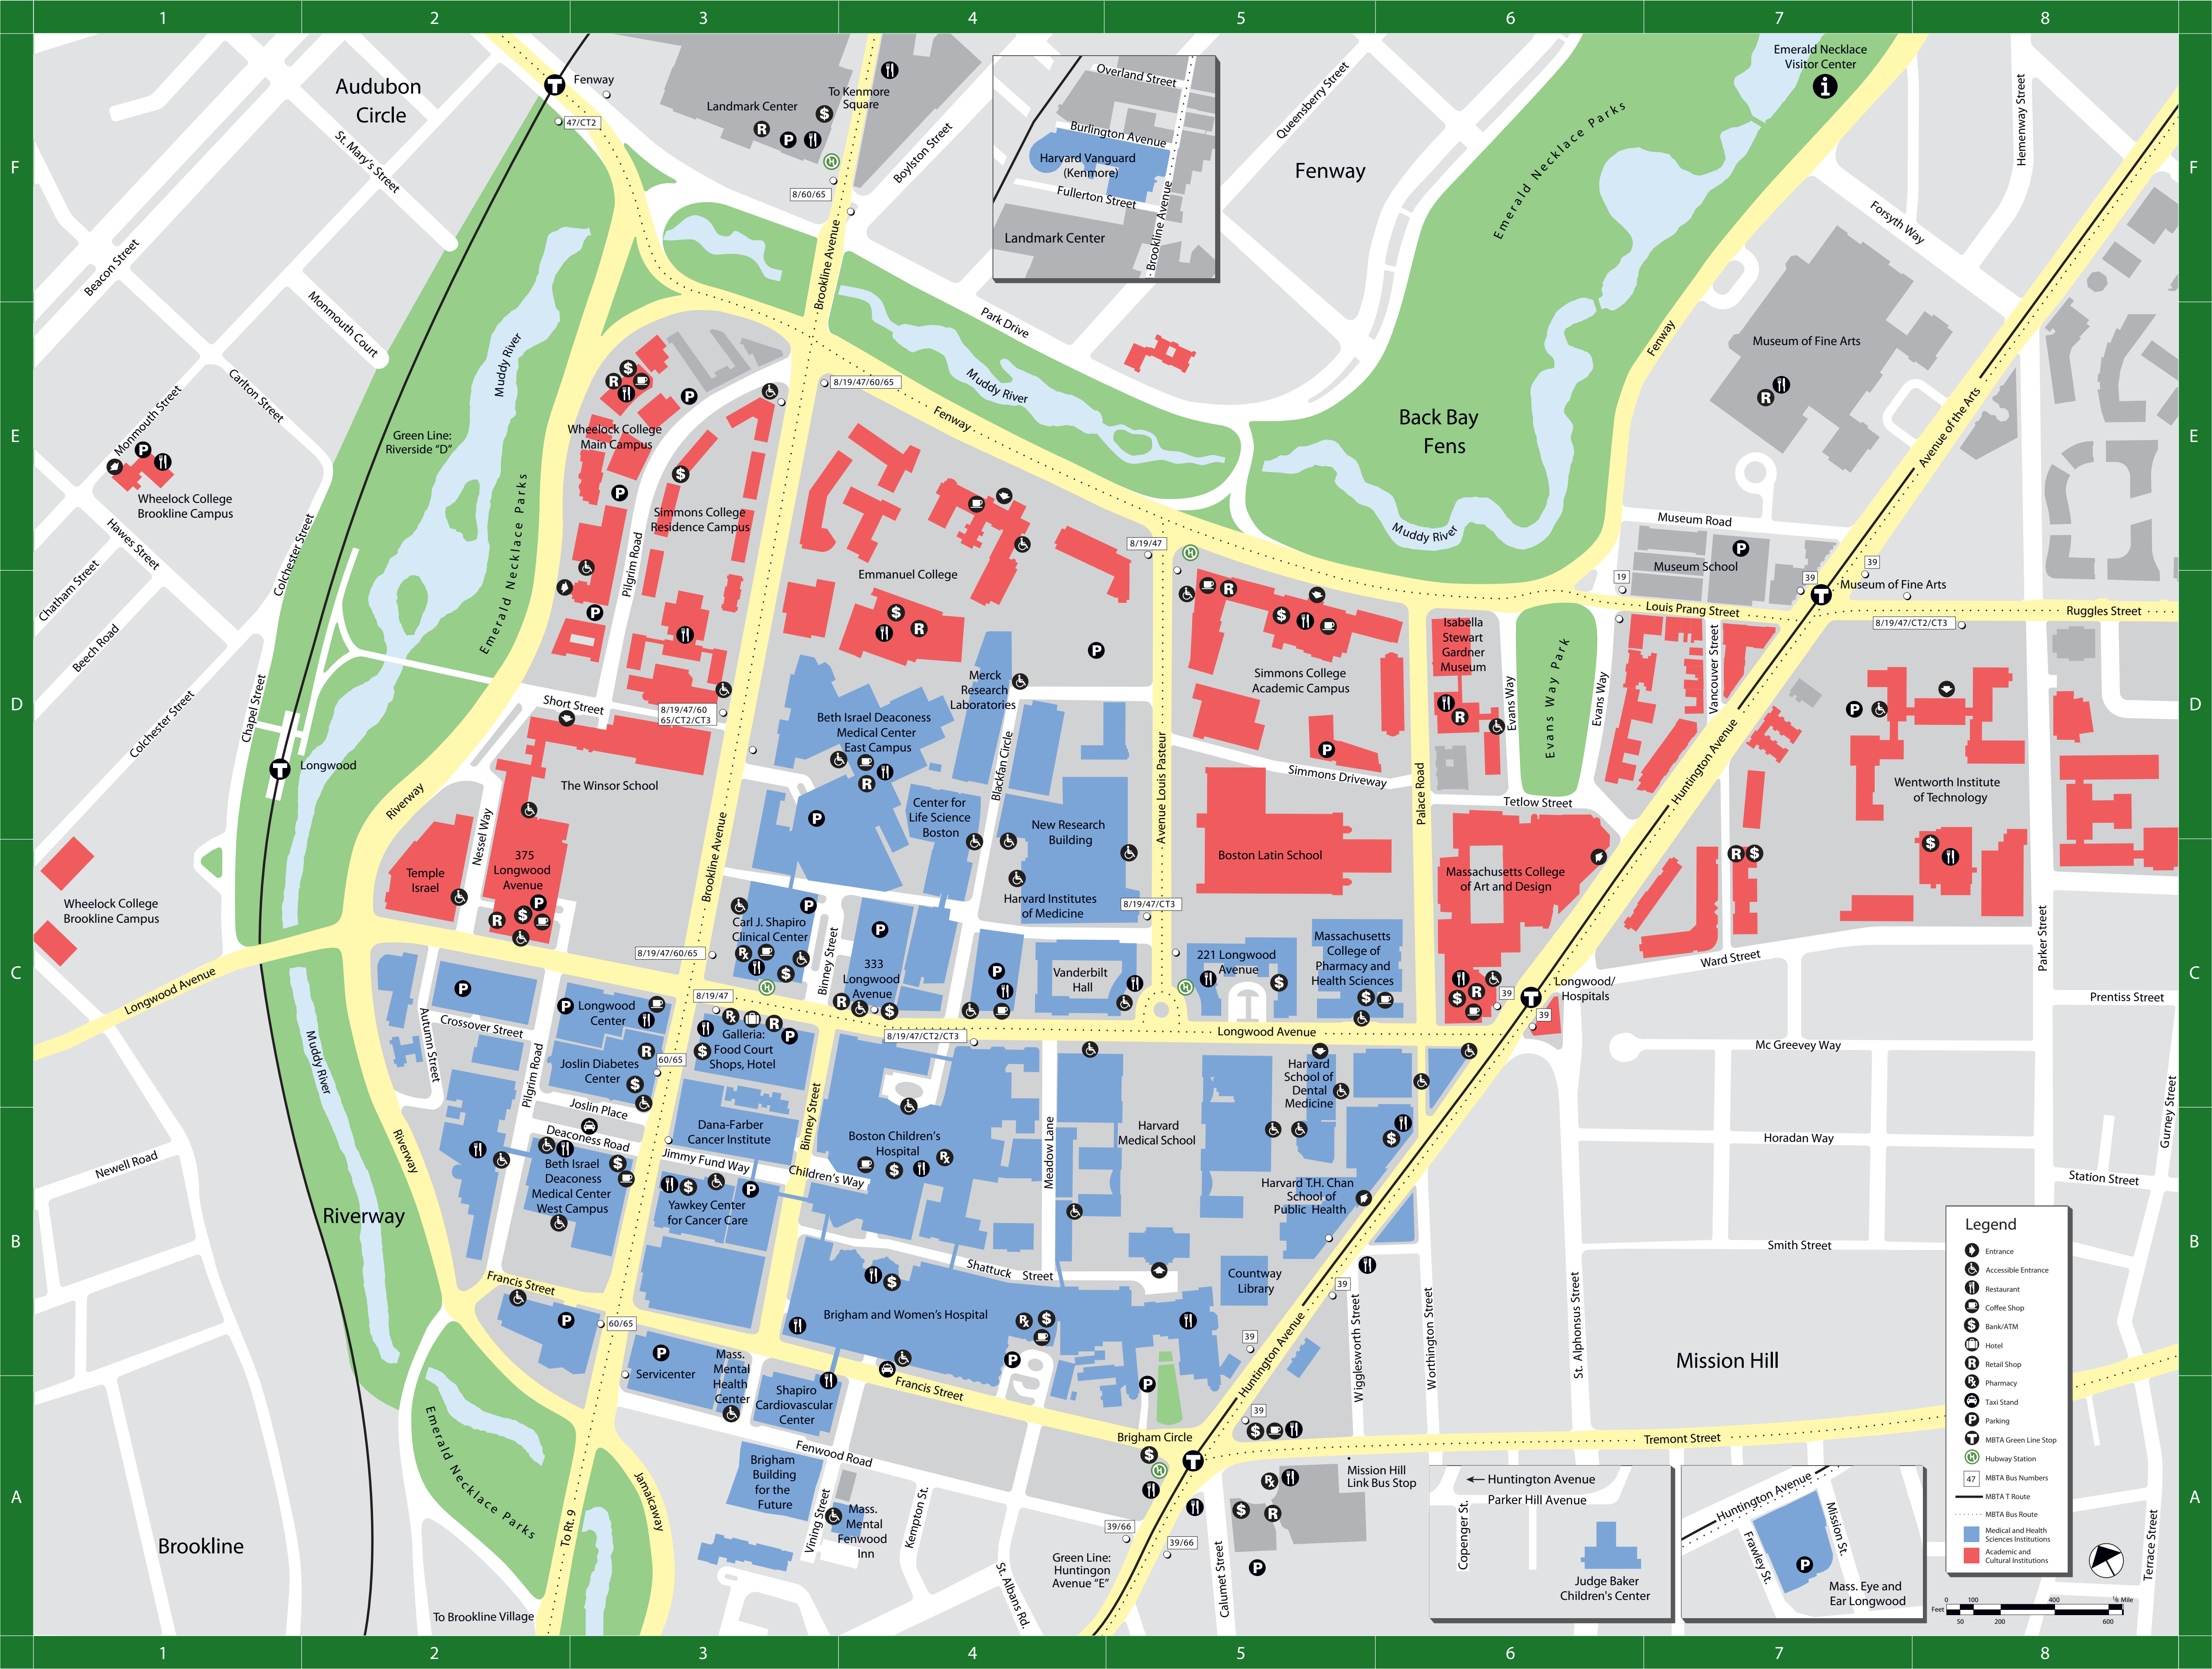 1 2 3 4 5 6 7 8
F
E
D
C
B
A
Audubon
Circle
Fenway
47/CT2
St. Mary's Street
Beacon Street
Monmouth Court
Landmark Center
R
P
$
To Kenmore
Square
8/60/65
Boylston Street
Brookline Avenue
Overland Street
Burlington Avenue
Harvard Vanguard
(Kenmore)
Fullerton Street
Landmark Center
Brookline Avenue
Queensberry Street
Fenway
Emerald Necklace Parks
Emerald Necklace
Visitor Center
i
Hemenway Street
Forsyth Way
F
Monmouth Street
Carlton Street
Wheelock College
Brookline Campus
Hawes Street
Chatham Street
Beech Road
Colchester Street
Colchester Street
Chapel Street
Green Line:
Riverside "D"
Muddy River
Emerald Necklace Parks
Wheelock College
Main Campus
Simmons College
Residence Campus
Pilgrim Road
8/19/47/60/65
Park Drive
Muddy River
Fenway
Back Bay
Fens
Muddy River
Fenway
Museum of Fine Arts
Avenue of the Arts
Museum Road
Museum School
E
Emmanuel College
8/19/47
19
39
39
Museum of Fine Arts
Louis Prang Street
Ruggles Street
8/19/47/CT2/CT3
Longwood
Short Street
8/19/47/60
65/CT2/CT3
The Winsor School
Riverway
Nessel Way
Beth Israel Deaconess
Medical Center
East Campus
Merck
Research
Laboratories
Blackfan Circle
Center for
Life Science
Boston
New Research
Building
Avenue Louis Pasteur
Simmons College
Academic Campus
Simmons Driveway
Palace Road
Isabella
Stewart
Gardner
Museum
Evans Way
Evans Way Park
Evans Way
Tetlow Street
Vancouver Street
Huntington Avenue
Wentworth Institute
of Technology
D
Wheelock College
Brookline Campus
Temple
Israel
375
Longwood
Avenue
Brookline Avenue
Carl J. Shapiro
Clinical Center
8/19/47/60/65
Binney Street
333
Longwood
Avenue
Harvard Institutes
of Medicine
8/19/47/CT3
Boston Latin School
Massachusetts College
of Art and Design
Vanderbilt
Hall
221 Longwood
Avenue
Massachusetts
College of
Pharmacy and
Health Sciences
39
Longwood/
Hospitals
39
Ward Street
Parker Street
Prentiss Street
C
Longwood Avenue
Muddy River
Autumn Street
Crossover Street
Pilgrim Road
Longwood
Center
8/19/47
Galleria:
Food Court
Shops, Hotel
60/65
8/19/47/CT2/CT3
Longwood Avenue
Mc Greevey Way
Joslin Diabetes
Center
Joslin Place
Deaconess Road
Riverway
Newell Road
Riverway
Beth Israel
Deaconess
Medical Center
West Campus
Dana-Farber
Cancer Institute
Jimmy Fund Way
Yawkey Center
for Cancer Care
Binney Street
Children's Way
Boston Children's
Hospital
Meadow Lane
Harvard
Medical School
Harvard
School of
Dental
Medicine
Harvard T.H. Chan
School of
Public Health
Countway
Library
Horadan Way
Gurney Street
Station Street
Smith Street
B
Francis Street
60/65
Servicenter
Mass.
Mental
Health
Center
Brigham and Women's Hospital
Shattuck Street
Shapiro
Cardiovascular
Center
Francis Street
39
39
39
Huntington Avenue
Wigglesworth Street
Worthington Street
St. Alphonsus Street
Mission Hill
Brookline
Emerald Necklace Parks
Jamaicaway
To Rt. 9
To Brookline Village
Brigham
Building
for the
Future
Fenwood Road
Vining Street
Mass.
Mental
Fenwood
Inn
Kempton St.
St. Albans Rd.
Brigham Circle
39/66
39/66
Green Line:
Huntington
Avenue "E"
Calumet Street
Tremont Street
Mission Hill
Link Bus Stop
Huntington Avenue
Parker Hill Avenue
Copenger St.
Judge Baker
Children's Center
Huntington Avenue
Mission St.
Frawley St.
P
Mass. Eye and
Ear Longwood
Terrace Street
Legend
Entrance
Accessible Entrance
Restaurant
Coffee Shop
$ Bank/ATM
Hotel
R Retail Shop
Rx Pharmacy
Taxi Stand
P Parking
T MBTA Green Line Stop
H Hubway Station
47 MBTA Bus Numbers
MBTA T Route
MBTA Bus Route
Medical and Health
Sciences Institutions
Academic and
Cultural Institutions
0 100 400 ⅛ Mile
Feet
50 200 600
A
1 2 3 4 5 6 7 8